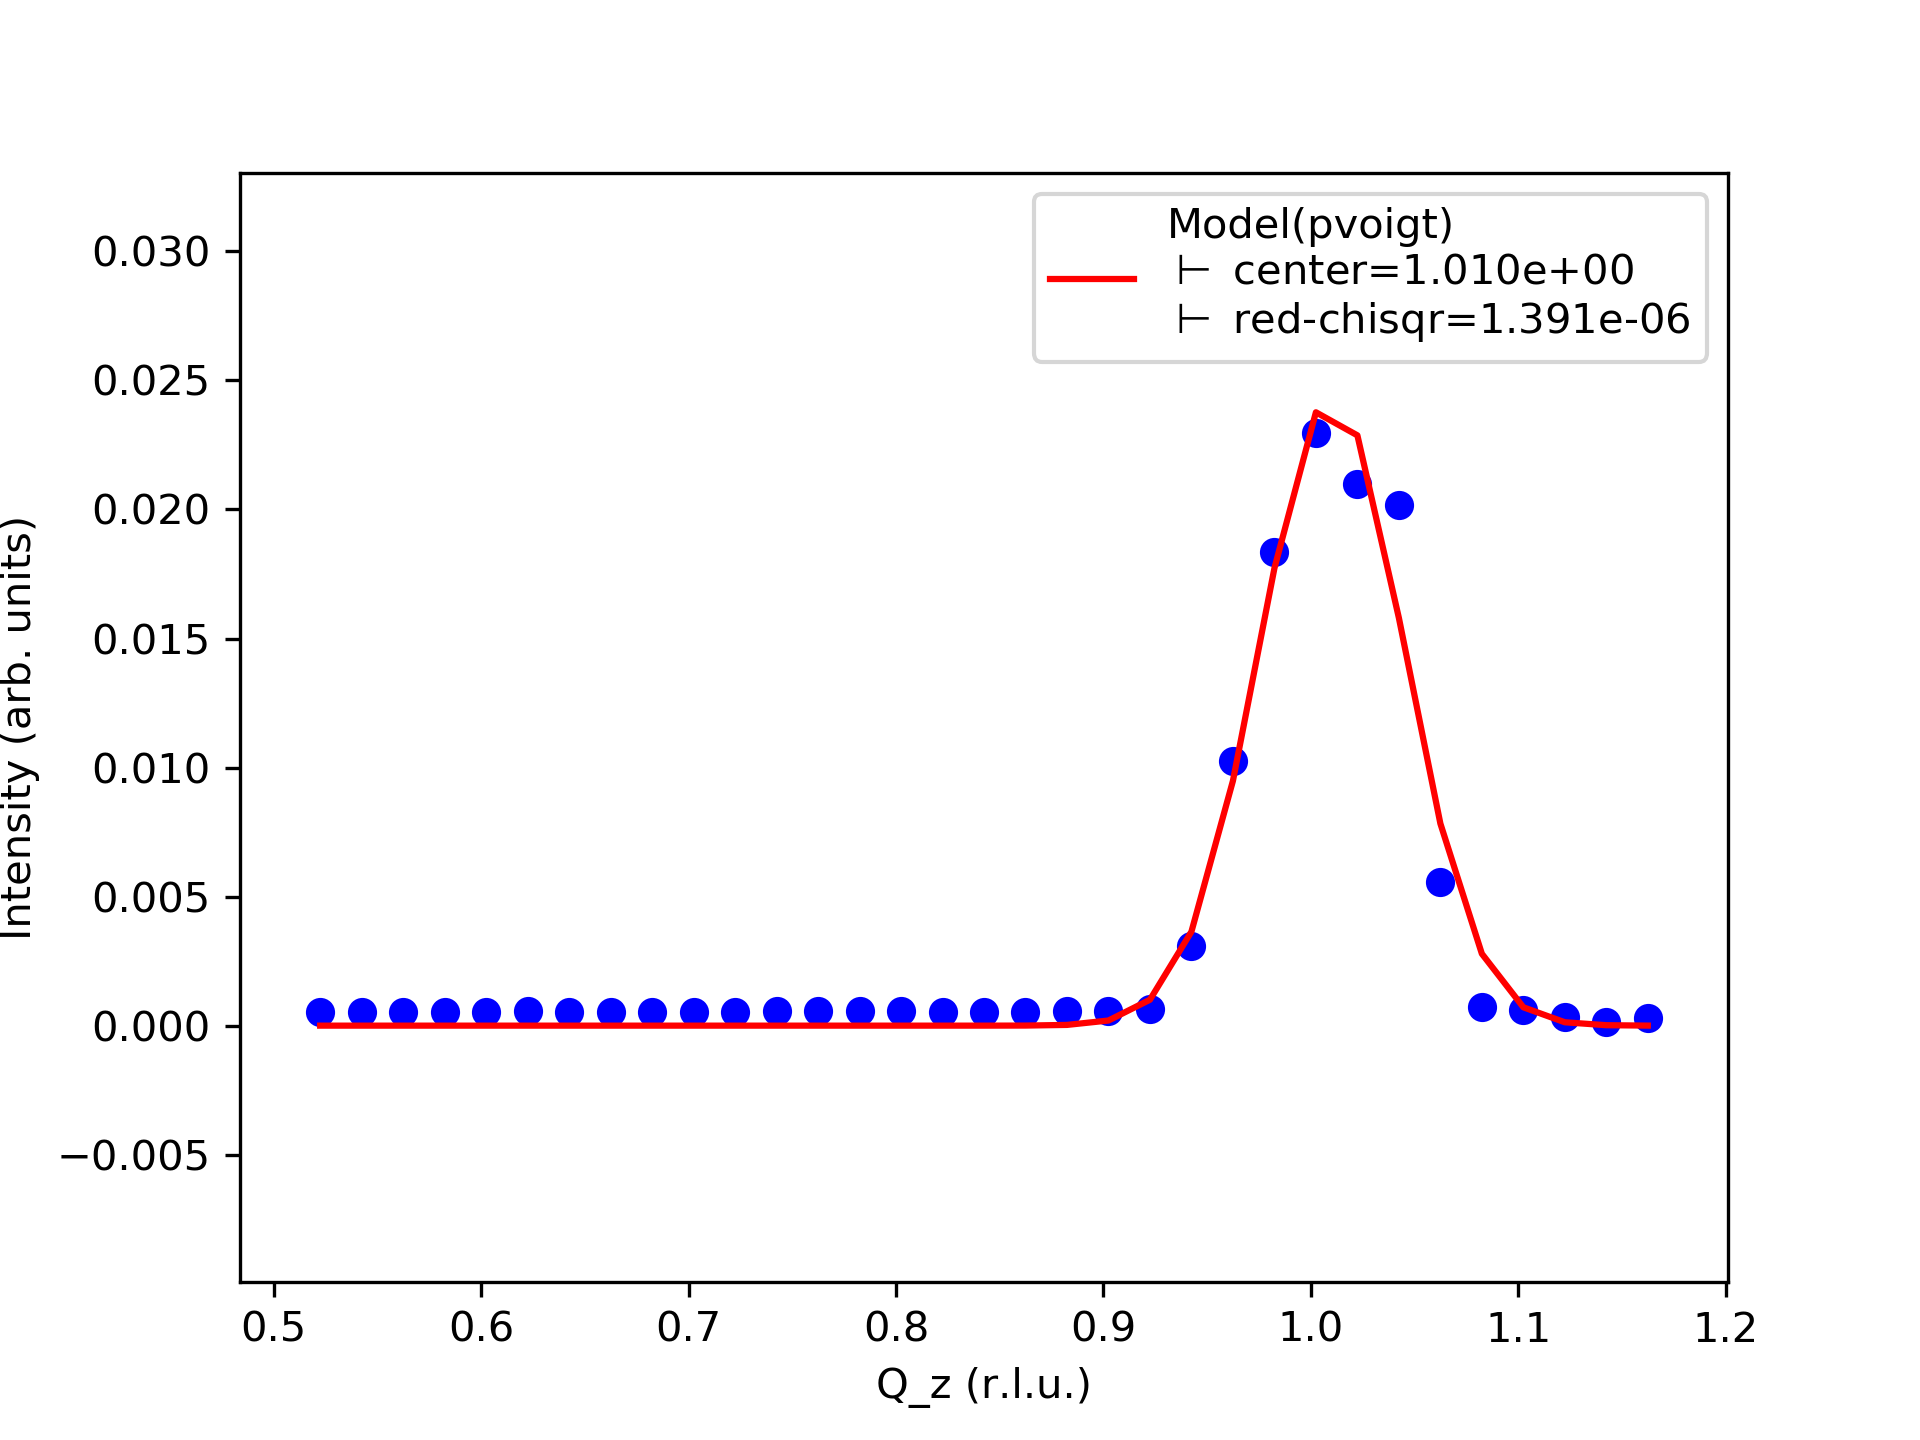 Model(pvoigt)
⊢ center=1.010e+00
⊢ red-chisqr=1.391e-06
0.030
0.025
0.020
0.015
0.010
0.005
0.000
−0.005
Intensity (arb. units)
0.5 0.6 0.7 0.8 0.9 1.0 1.1 1.2
Q_z (r.l.u.)